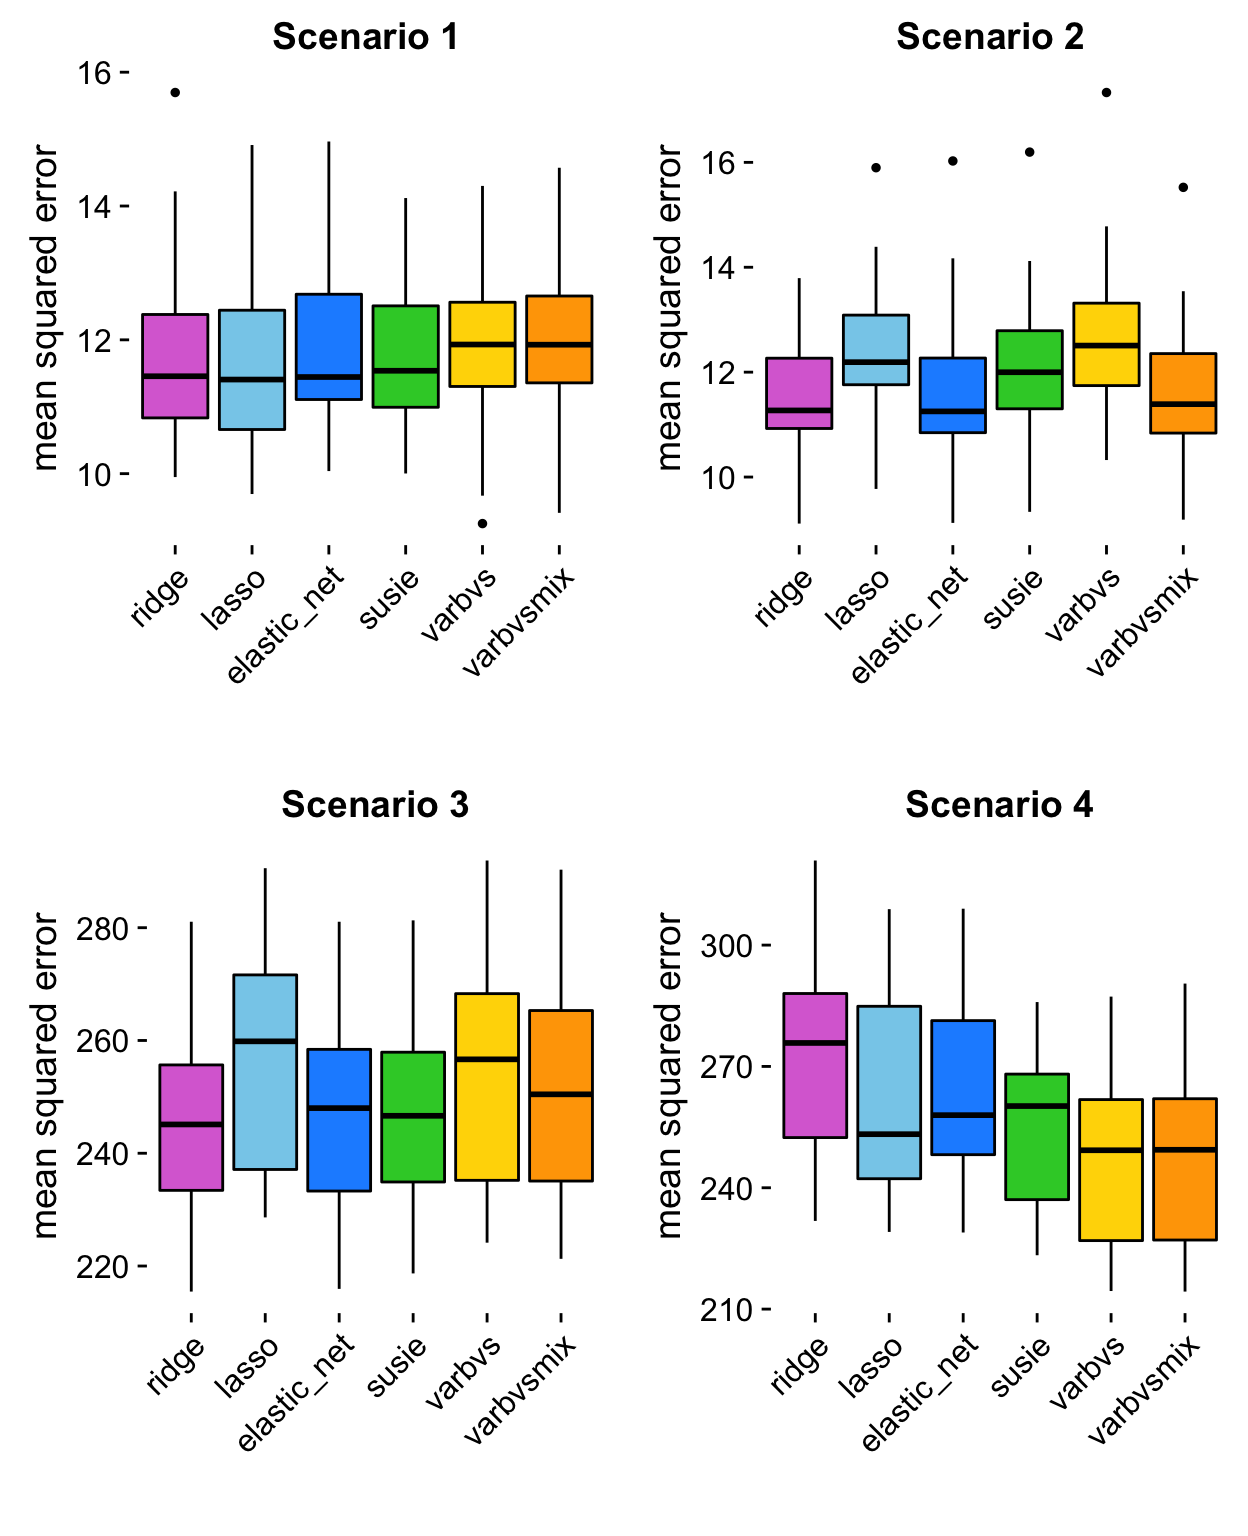 Scenario 1
mean squared error
16
14
12
10
ridge
lasso
elastic_net
susie
varbvs
varbvsmix
Scenario 2
mean squared error
16
14
12
10
ridge
lasso
elastic_net
susie
varbvs
varbvsmix
Scenario 3
mean squared error
280
260
240
220
ridge
lasso
elastic_net
susie
varbvs
varbvsmix
Scenario 4
mean squared error
300
270
240
210
ridge
lasso
elastic_net
susie
varbvs
varbvsmix